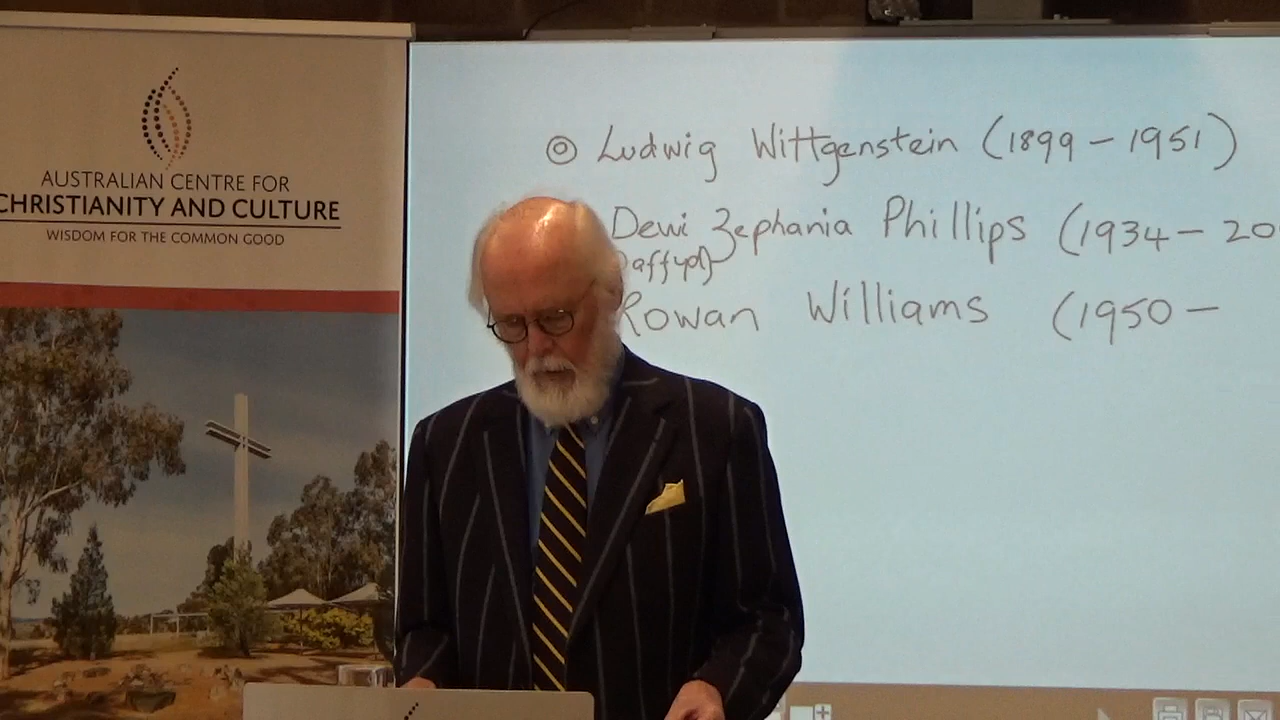 AUSTRALIAN CENTRE FOR
CHRISTIANITY AND CULTURE
WISDOM FOR THE COMMON GOOD
Ludwig Wittgenstein (1899 – 1951)
Dewi Zephania Phillips (1934 – 20
affyd)
Rowan Williams (1950 –